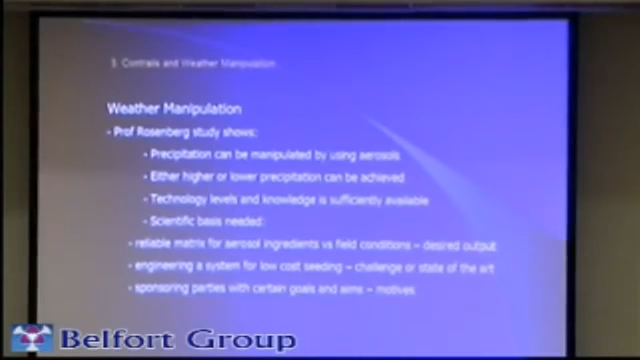 3. Contrails and Weather Manipulation
Weather Manipulation
- Prof Rosenberg study shows:
- Precipitation can be manipulated by using aerosols
- Either higher or lower precipitation can be achieved
- Technology levels and knowledge is sufficiently available
- Scientific basis needed:
- reliable matrix for aerosol ingredients vs field conditions – desired output
- engineering a system for low cost seeding – challenge or state of the art
- sponsoring parties with certain goals and aims – motives
Belfort Group